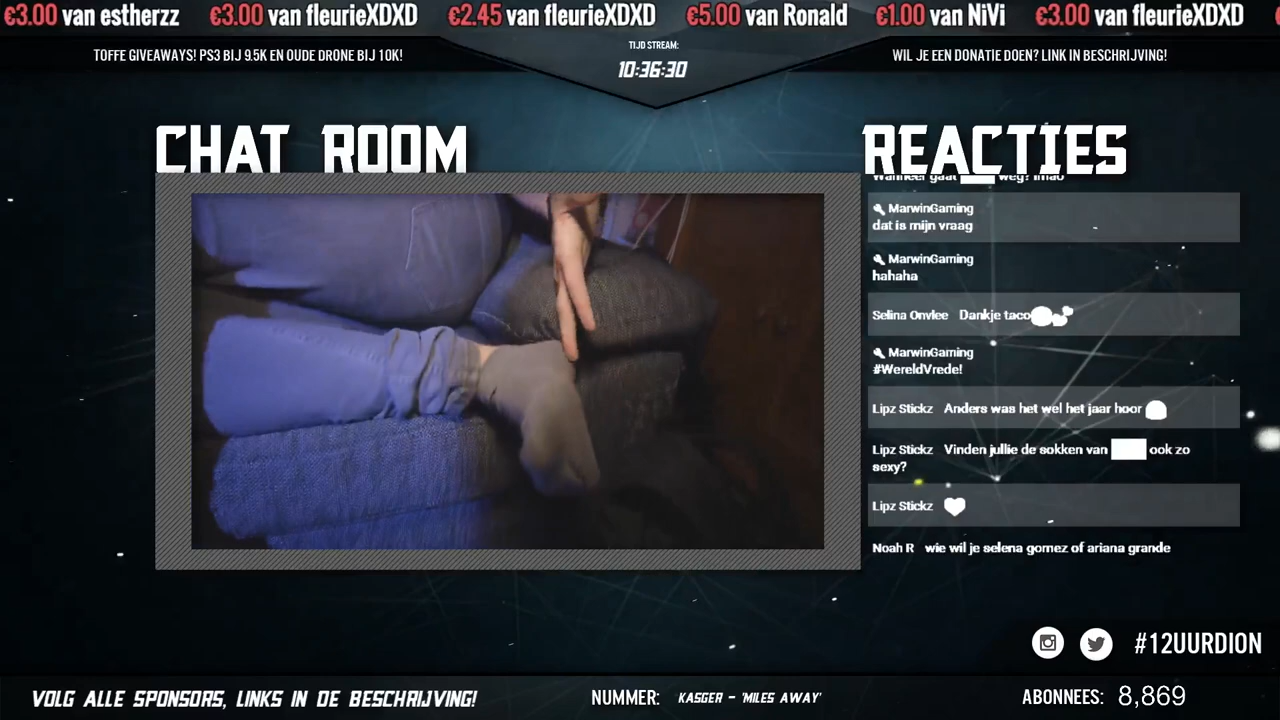 €3.00 van estherzz €3.00 van fleurieXDXD €2.45 van fleurieXDXD €5.00 van Ronald €1.00 van NiVi €3.00 van fleurieXDXD
TOFFE GIVEAWAYS! PS3 BIJ 9.5K EN OUDE DRONE BIJ 10K!
TIJD STREAM:
10:36:30
WIL JE EEN DONATIE DOEN? LINK IN BESCHRIJVING!
CHAT ROOM
REACTIES
Wanneer gaat weg? lmao
MarwinGaming
dat is mijn vraag
MarwinGaming
hahaha
Selina Onvlee Dankje taco
MarwinGaming
#WereldVrede!
Lipz Stickz Anders was het wel het jaar hoor
Lipz Stickz Vinden jullie de sokken van ook zo
sexy?
Lipz Stickz
Noah R wie wil je selena gomez of ariana grande
#12UURDION
VOLG ALLE SPONSORS, LINKS IN DE BESCHRIJVING!
NUMMER: KASGER - 'MILES AWAY'
ABONNEES: 8,869